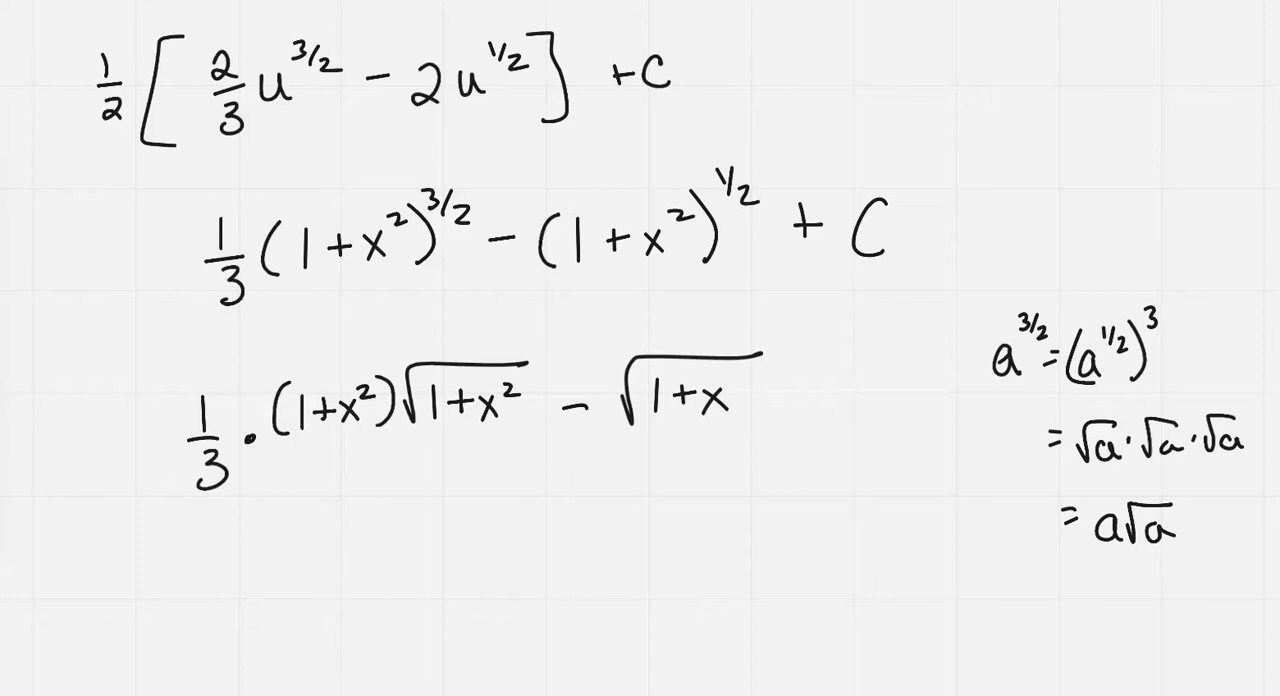 1/2 [ 2/3 u^{3/2} - 2u^{1/2} ] + C
1/3 (1+x²)^{3/2} - (1+x²)^{1/2} + C
1/3 · (1+x²)√(1+x²) - √(1+x)
a^{3/2} = (a^{1/2})^3
= √a · √a · √a
= a√a